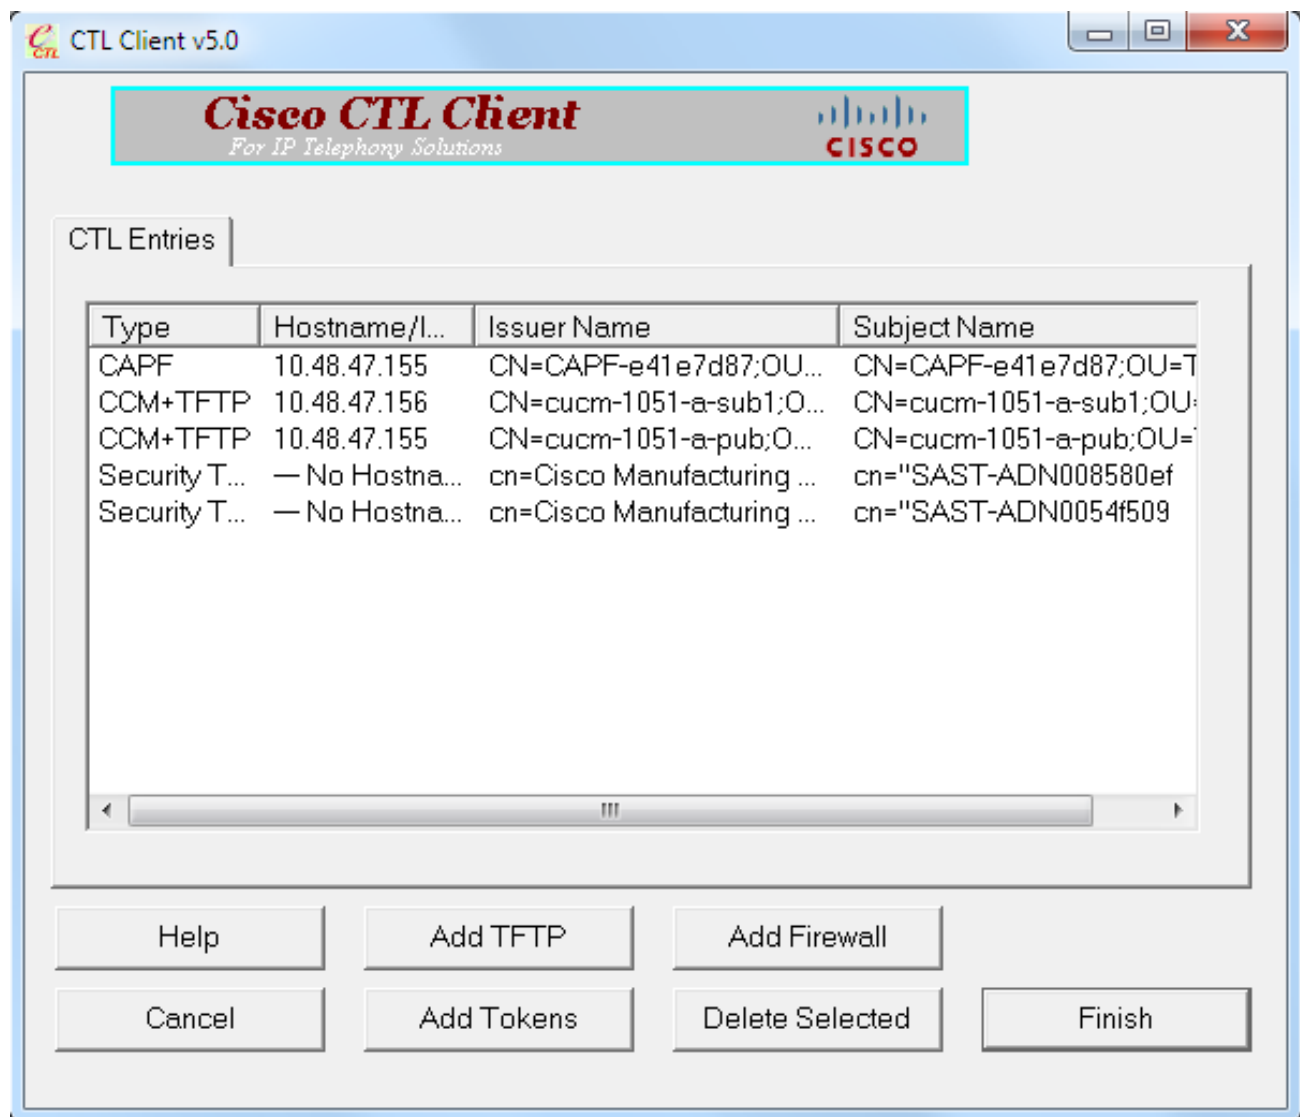 CTL Client v5.0
Cisco CTL Client
For IP Telephony Solutions
CISCO
CTL Entries
Type Hostname/I... Issuer Name Subject Name
CAPF 10.48.47.155 CN=CAPF-e41e7d87;OU... CN=CAPF-e41e7d87;OU=T
CCM+TFTP 10.48.47.156 CN=cucm-1051-a-sub1;O... CN=cucm-1051-a-sub1;OU=
CCM+TFTP 10.48.47.155 CN=cucm-1051-a-pub;O... CN=cucm-1051-a-pub;OU=T
Security T... — No Hostna... cn=Cisco Manufacturing ... cn="SAST-ADN008580ef
Security T... — No Hostna... cn=Cisco Manufacturing ... cn="SAST-ADN0054f509
Help Add TFTP Add Firewall
Cancel Add Tokens Delete Selected Finish